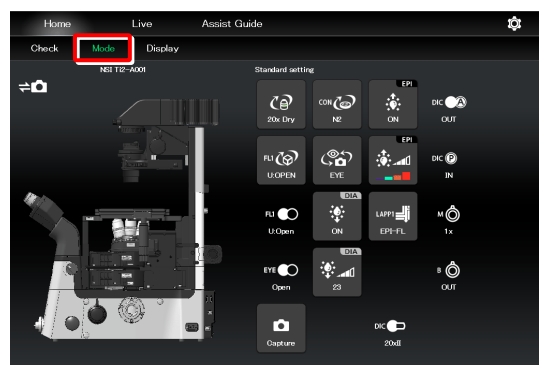 Home Live Assist Guide
Check Mode Display
NSI Ti2-A001 Standard setting
EPI
CON DIC A
20x Dry N2 ON OUT
EPI
FL1 DIC P
U:OPEN EYE IN
DIA
FL1 LAPP1 M
U:Open ON EPI-FL 1x
DIA
EYE B
Open 23 OUT
DIC
Capture 20xII